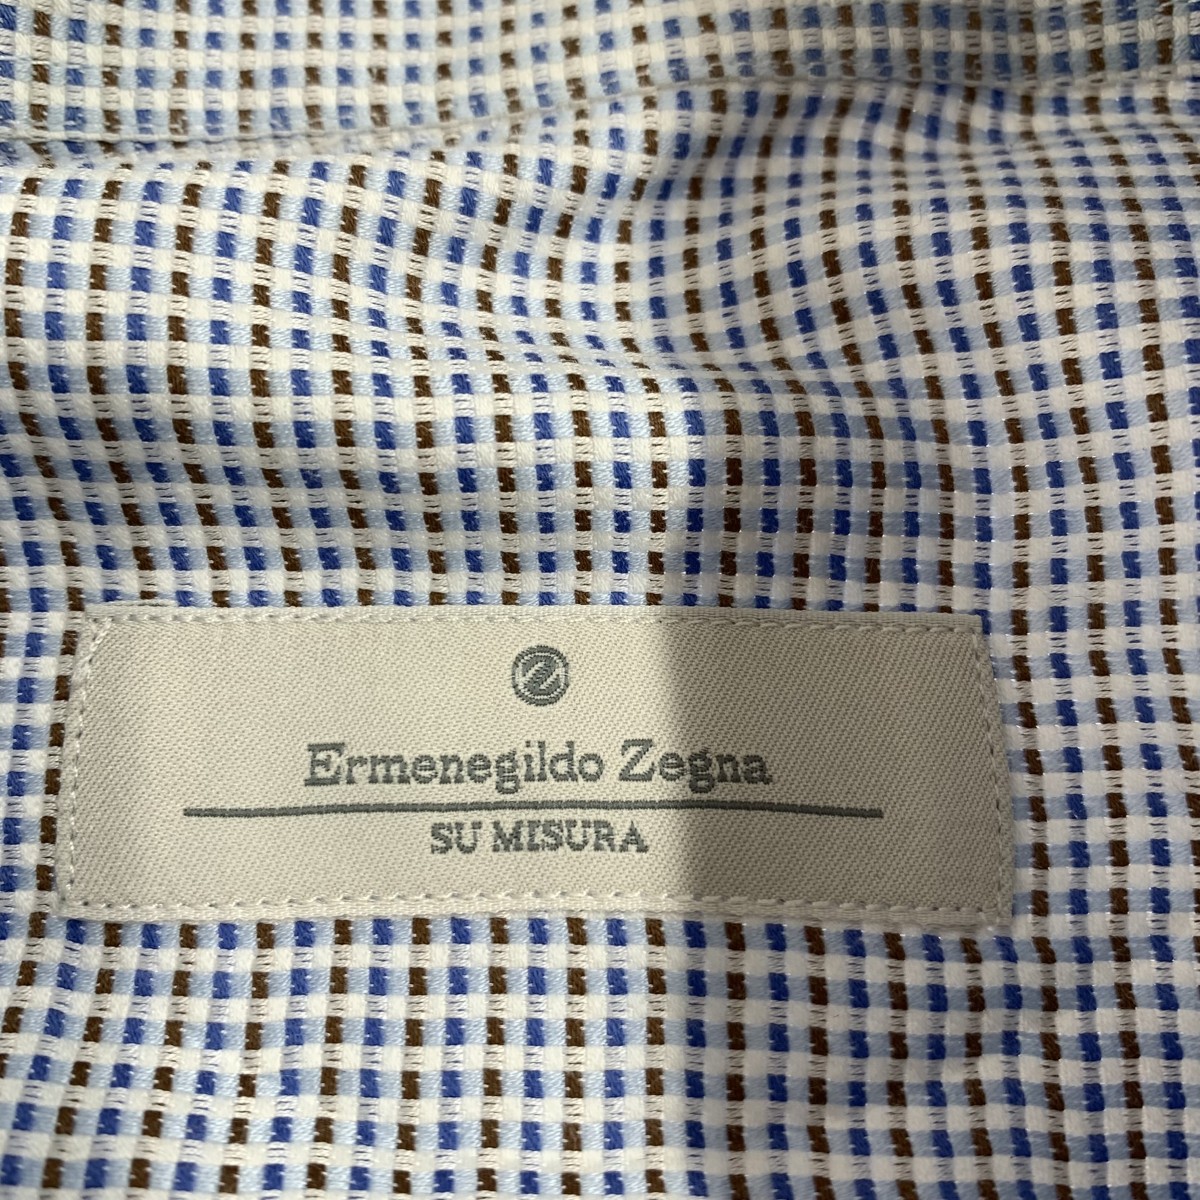 Z
Ermenegildo Zegna
SU MISURA